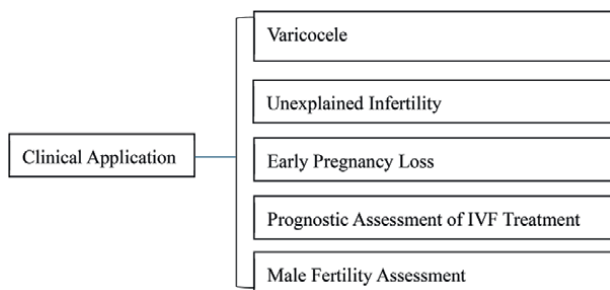 Varicocele
Unexplained Infertility
Clinical Application
Early Pregnancy Loss
Prognostic Assessment of IVF Treatment
Male Fertility Assessment